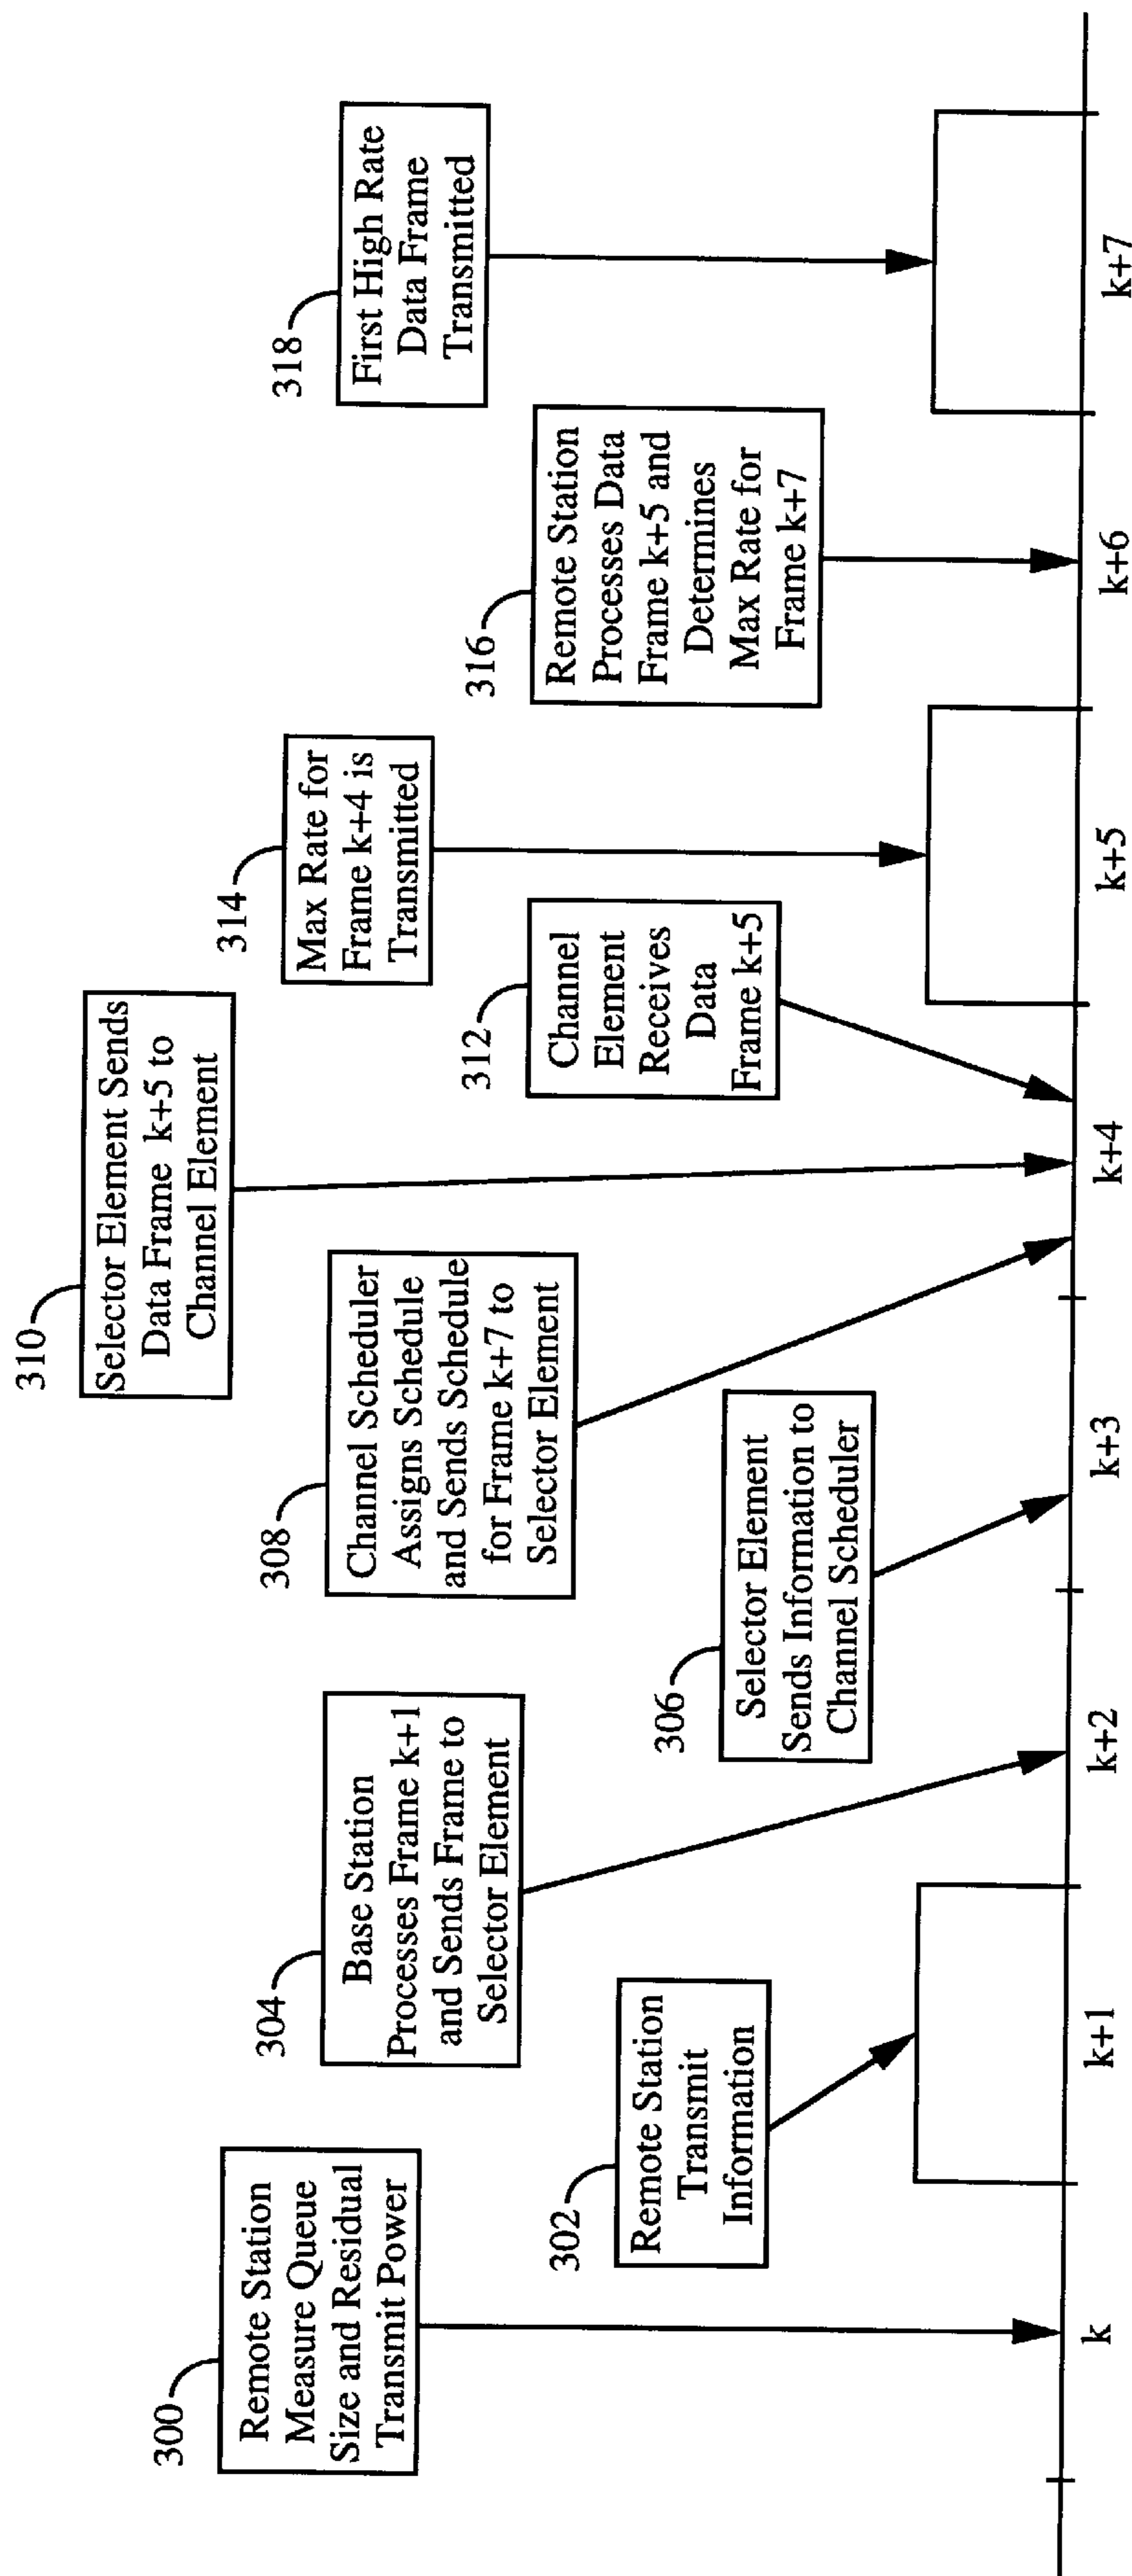 300
Remote Station
Measure Queue
Size and Residual
Transmit Power
302
Remote Station
Transmit
Information
304
Base Station
Processes Frame k+1
and Sends Frame to
Selector Element
306
Selector Element
Sends Information to
Channel Scheduler
308
Channel Scheduler
Assigns Schedule
and Sends Schedule
for Frame k+7 to
Selector Element
310
Selector Element Sends
Data Frame k+5 to
Channel Element
312
Channel
Element
Receives
Data
Frame k+5
314
Max Rate for
Frame k+4 is
Transmitted
316
Remote Station
Processes Data
Frame k+5 and
Determines
Max Rate for
Frame k+7
318
First High Rate
Data Frame
Transmitted
k
k+1
k+2
k+3
k+4
k+5
k+6
k+7